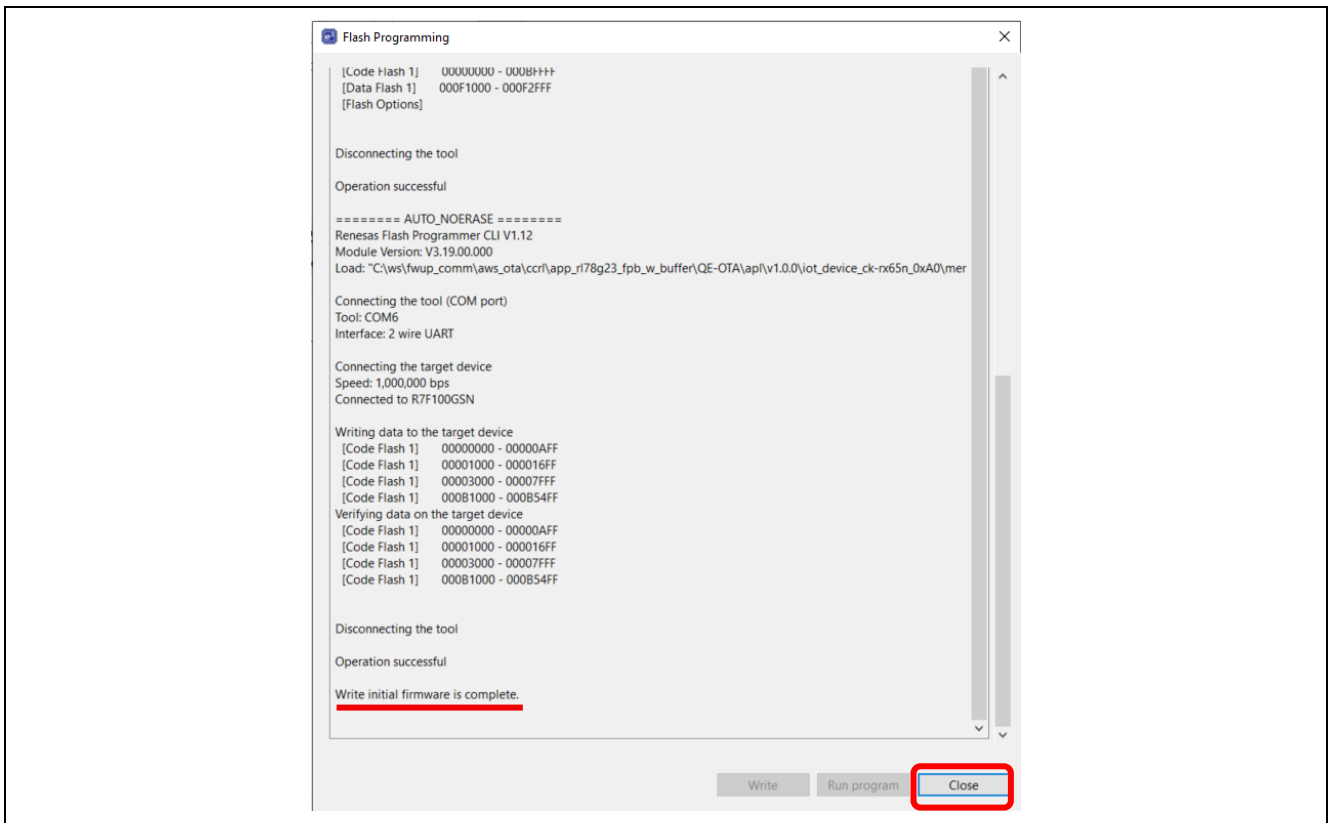 Flash Programming
[Code Flash 1] 00000000 - 000BFFFF
[Data Flash 1] 000F1000 - 000F2FFF
[Flash Options]
Disconnecting the tool
Operation successful
======== AUTO_NOERASE ========
Renesas Flash Programmer CLI V1.12
Module Version: V3.19.00.000
Load: "C:\ws\fwup_comm\aws_ota\ccrl\app_rl78g23_fpb_w_buffer\QE-OTA\apl\v1.0.0\iot_device_ck-rx65n_0xA0\mer
Connecting the tool (COM port)
Tool: COM6
Interface: 2 wire UART
Connecting the target device
Speed: 1,000,000 bps
Connected to R7F100GSN
Writing data to the target device
[Code Flash 1] 00000000 - 00000AFF
[Code Flash 1] 00001000 - 000016FF
[Code Flash 1] 00003000 - 00007FFF
[Code Flash 1] 000B1000 - 000B54FF
Verifying data on the target device
[Code Flash 1] 00000000 - 00000AFF
[Code Flash 1] 00001000 - 000016FF
[Code Flash 1] 00003000 - 00007FFF
[Code Flash 1] 000B1000 - 000B54FF
Disconnecting the tool
Operation successful
Write initial firmware is complete.
Write Run program Close